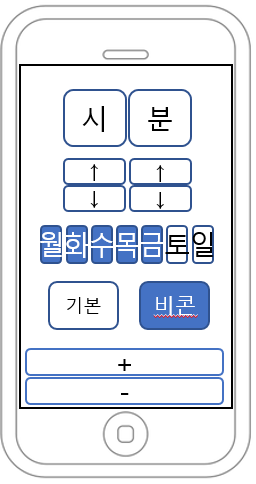 시 분
↑ ↑
↓ ↓
월화수목금토일
기본 비콘
+
-